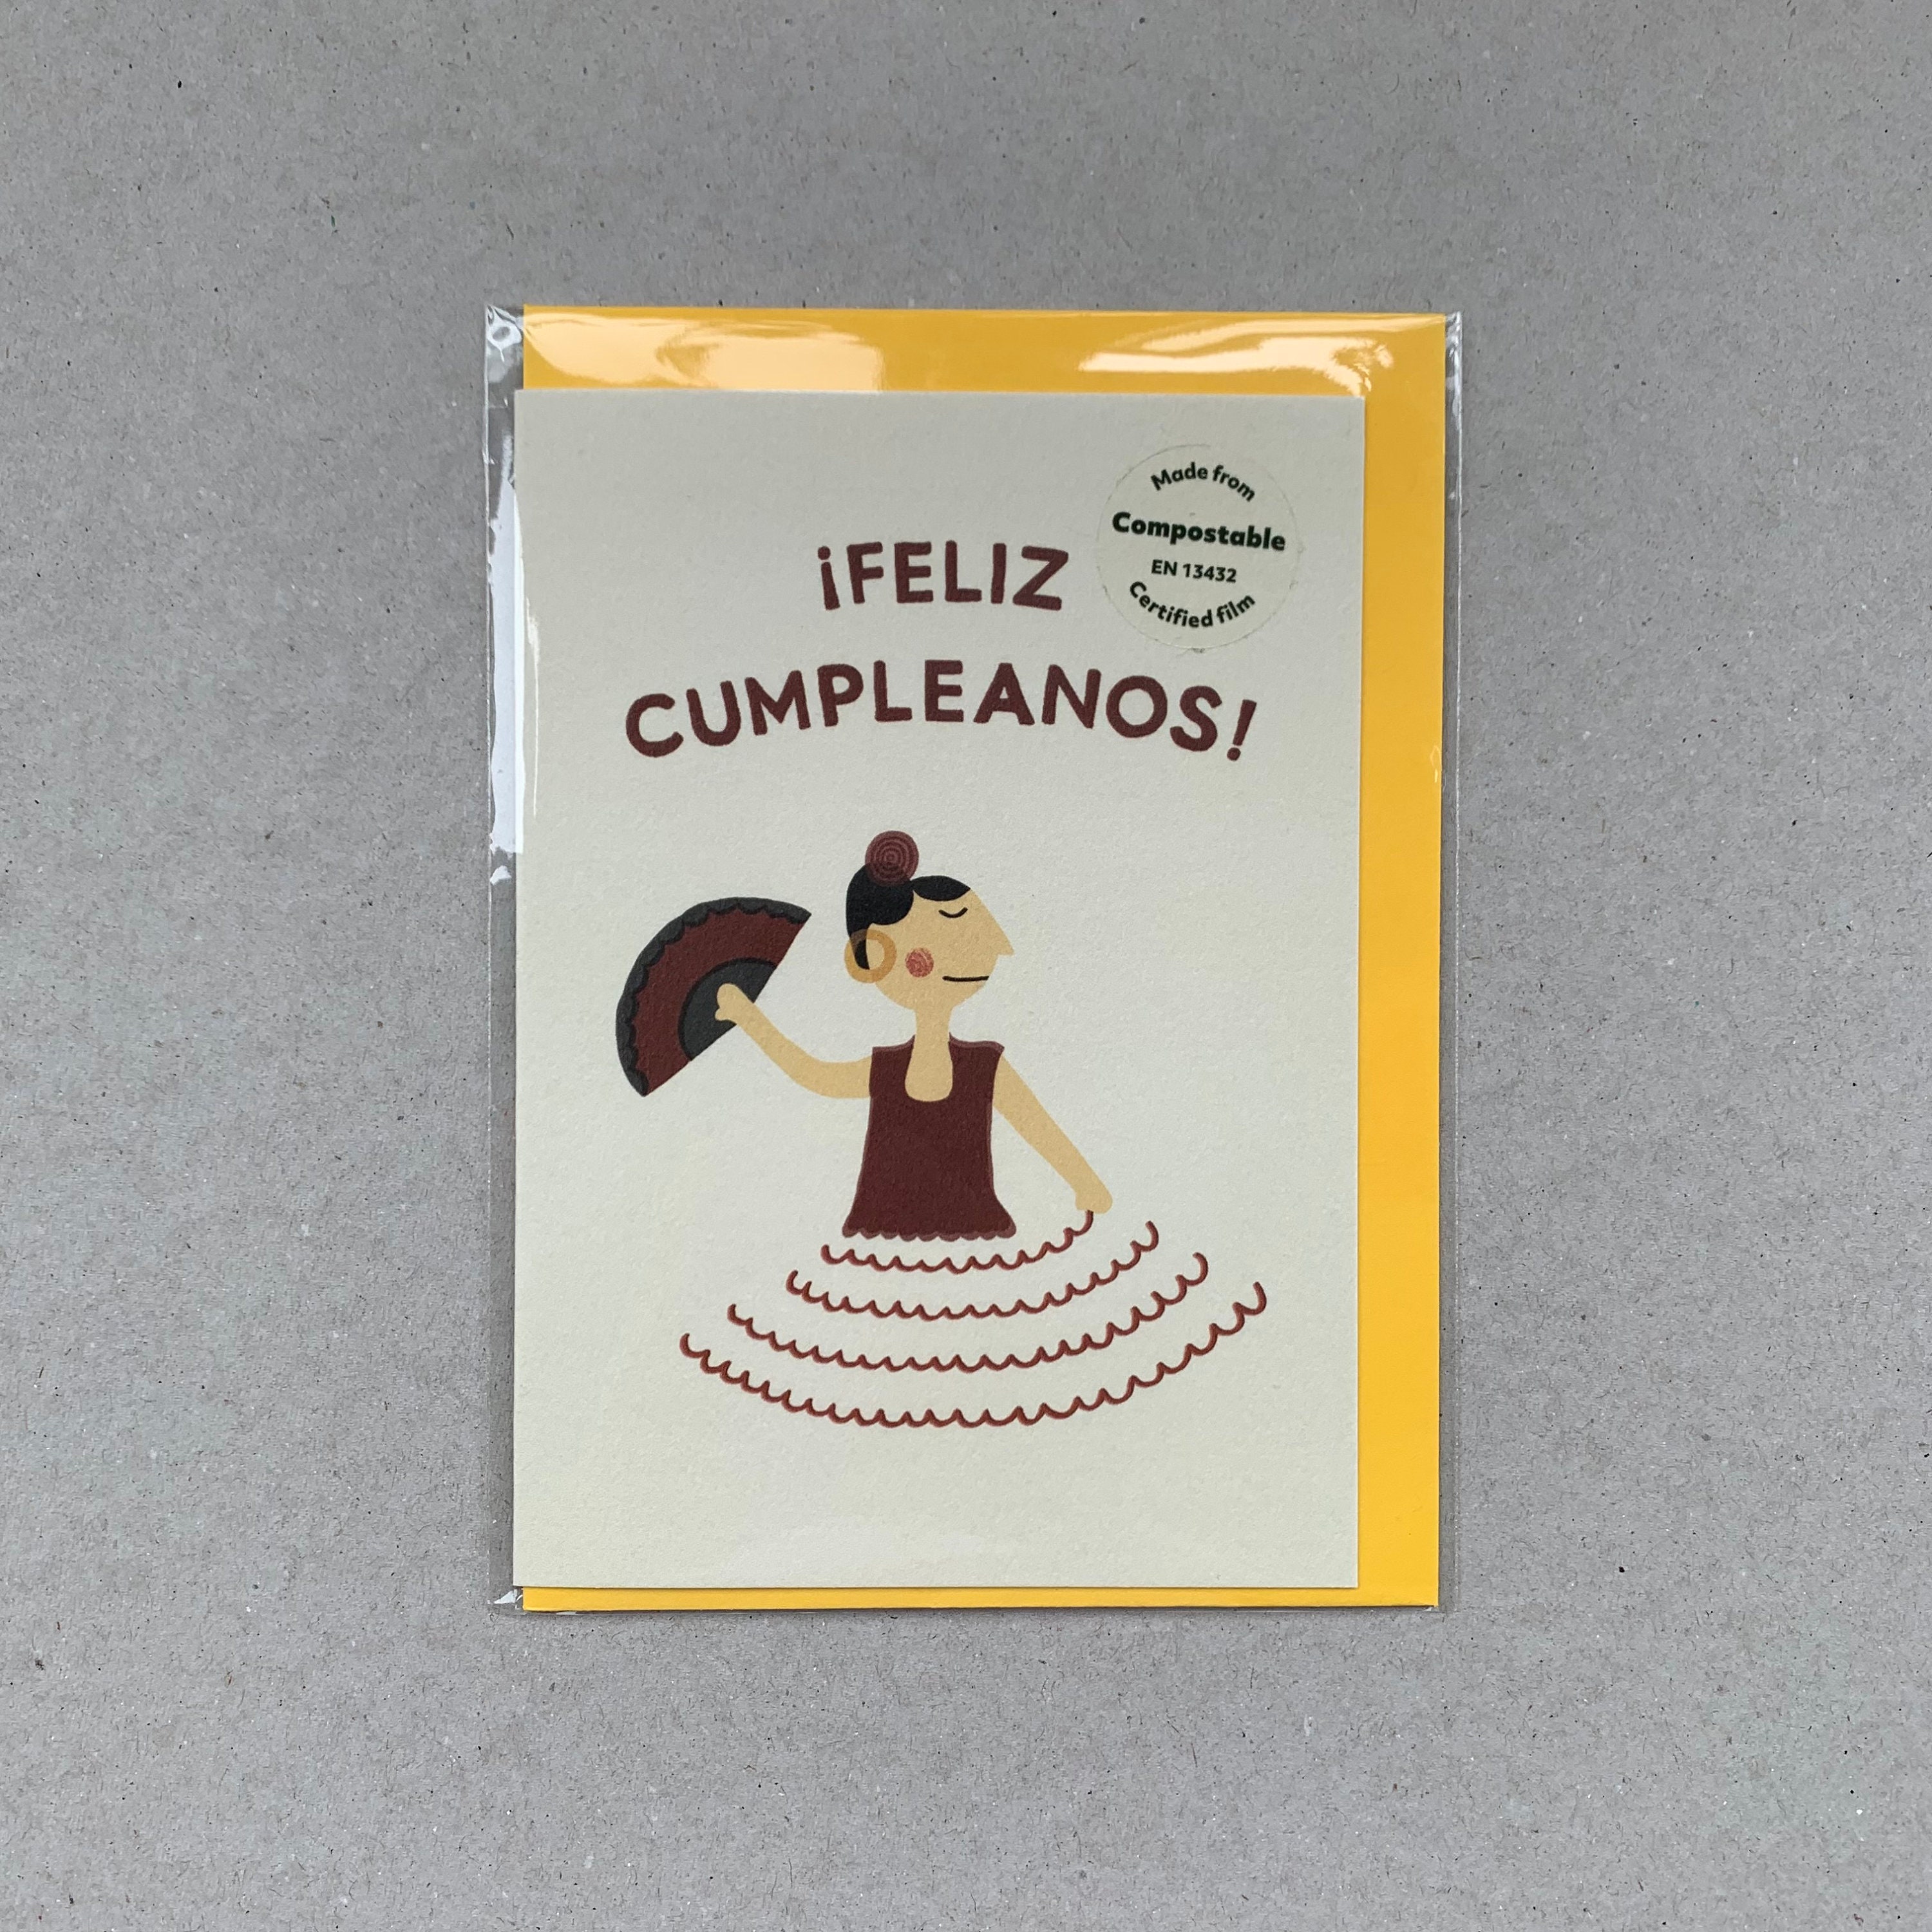 Made from
Compostable
EN 13432
Certified film
¡FELIZ
CUMPLEANOS!